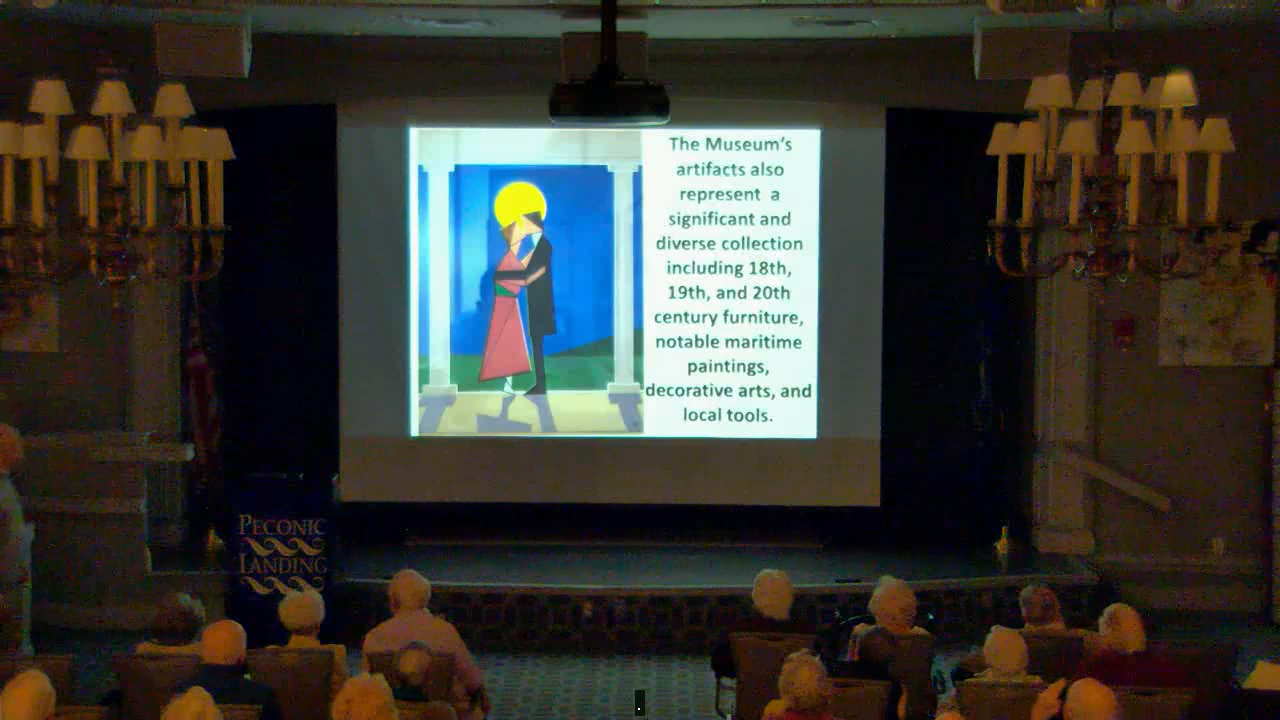 The Museum's
artifacts also
represent a
significant and
diverse collection
including 18th,
19th, and 20th
century furniture,
notable maritime
paintings,
decorative arts, and
local tools.
PECONIC
LANDING
.